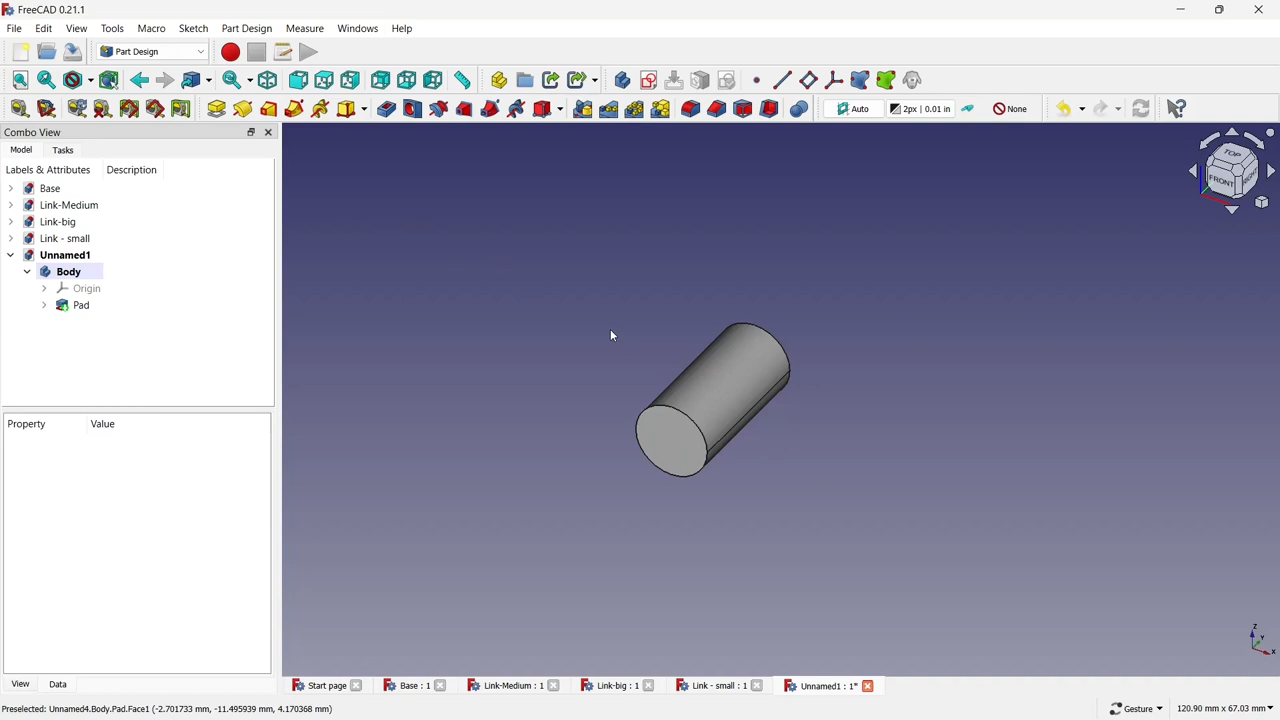 FreeCAD 0.21.1
File Edit View Tools Macro Sketch Part Design Measure Windows Help
Part Design
Auto 2px | 0.01 in None
Combo View
Model Tasks
Labels & Attributes Description
Base
Link-Medium
Link-big
Link - small
Unnamed1
Body
Origin
Pad
TOP
FRONT
RIGHT
Property Value
Z
Y
X
View Data
Start page Base : 1 Link-Medium : 1 Link-big : 1 Link - small : 1 Unnamed1 : 1*
Preselected: Unnamed4.Body.Pad.Face1 (-2.701733 mm, -11.495939 mm, 4.170368 mm) Gesture 120.90 mm x 67.03 mm